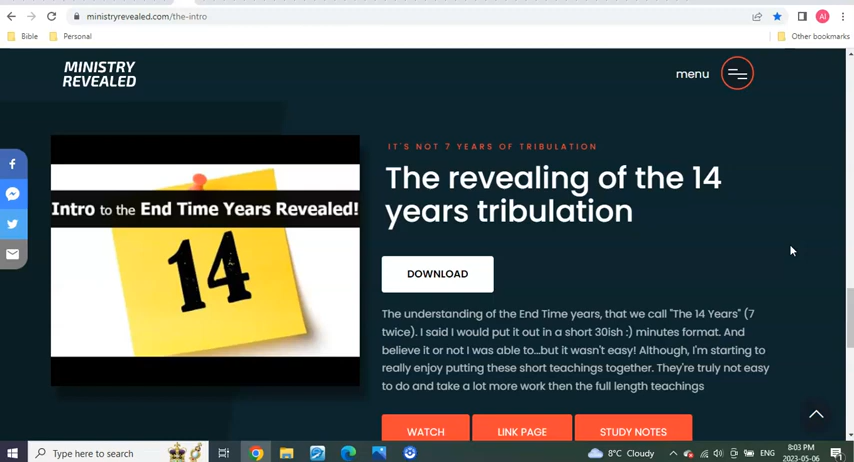 ministryrevealed.com/the-intro
Bible
Personal
Other bookmarks
AI
MINISTRY
REVEALED
menu
Intro to the End Time Years Revealed!
14
IT'S NOT 7 YEARS OF TRIBULATION
The revealing of the 14
years tribulation
DOWNLOAD
The understanding of the End Time years, that we call "The 14 Years" (7
twice). I said I would put it out in a short 30ish :) minutes format. And
believe it or not I was able to...but it wasn't easy! Although, I'm starting to
really enjoy putting these short teachings together. They're truly not easy
to do and take a lot more work then the full length teachings
WATCH
LINK PAGE
STUDY NOTES
Type here to search
8°C Cloudy
ENG
8:03 PM
2023-05-06